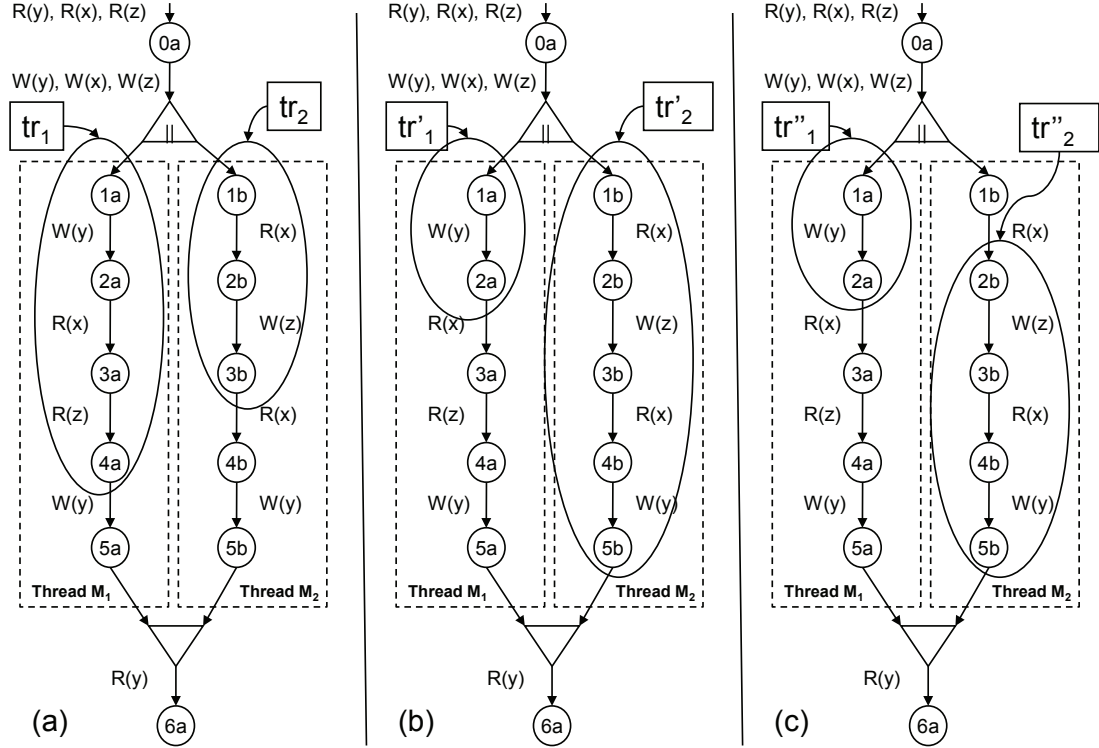 R(y), R(x), R(z)
0a
W(y), W(x), W(z)
tr1
tr2
||
1a
1b
W(y)
R(x)
2a
2b
R(x)
W(z)
3a
3b
R(z)
R(x)
4a
4b
W(y)
W(y)
5a
5b
Thread M1
Thread M2
R(y)
(a)
6a
R(y), R(x), R(z)
0a
W(y), W(x), W(z)
tr'1
tr'2
||
1a
1b
W(y)
R(x)
2a
2b
R(x)
W(z)
3a
3b
R(z)
R(x)
4a
4b
W(y)
W(y)
5a
5b
Thread M1
Thread M2
R(y)
(b)
6a
R(y), R(x), R(z)
0a
W(y), W(x), W(z)
tr''1
tr''2
||
1a
1b
W(y)
R(x)
2a
2b
R(x)
W(z)
3a
3b
R(z)
R(x)
4a
4b
W(y)
W(y)
5a
5b
Thread M1
Thread M2
R(y)
(c)
6a